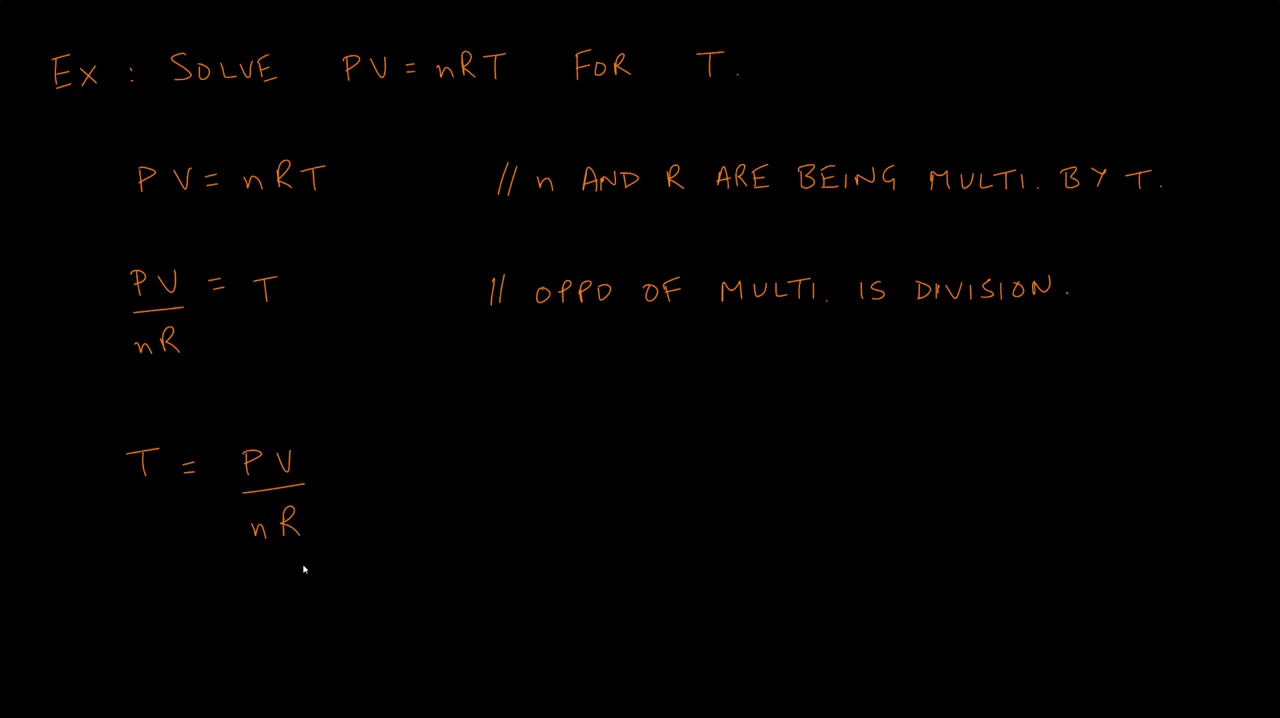 Ex : SOLVE PV = nRT FOR T.
PV = nRT // n AND R ARE BEING MULTI. BY T.
PV = T // OPPO OF MULTI. IS DIVISION.
nR
T = PV
nR